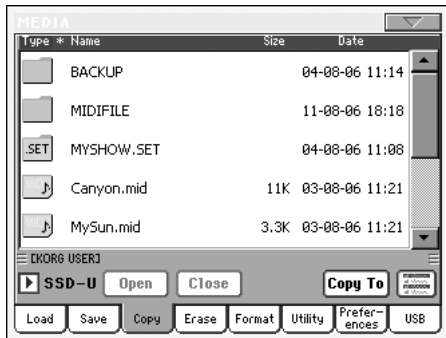 MEDIA
Type * Name Size Date
BACKUP 04-08-06 11:14
MIDIFILE 11-08-06 18:18
.SET MYSHOW.SET 04-08-06 11:08
Canyon.mid 11K 03-08-06 11:21
MySun.mid 3.3K 03-08-06 11:21
[KORG USER]
SSD-U Open Close Copy To
Load Save Copy Erase Format Utility Prefer-ences USB